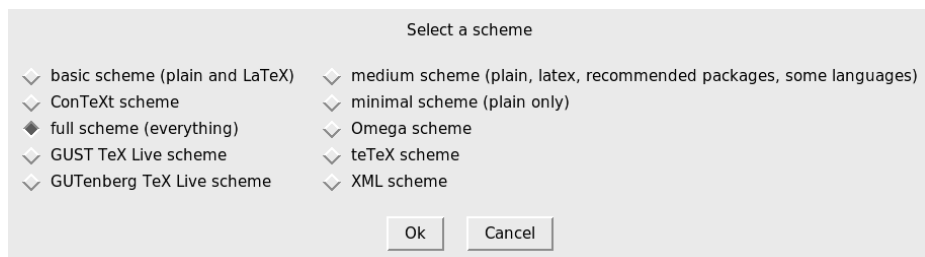 Select a scheme
basic scheme (plain and LaTeX)
ConTeXt scheme
full scheme (everything)
GUST TeX Live scheme
GUTenberg TeX Live scheme
medium scheme (plain, latex, recommended packages, some languages)
minimal scheme (plain only)
Omega scheme
teTeX scheme
XML scheme
Ok
Cancel